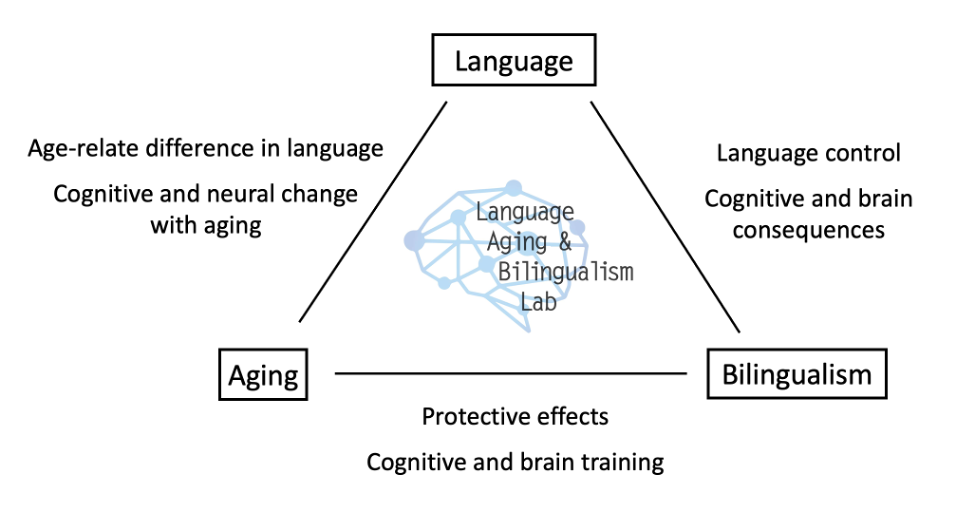 Language
Age-relate difference in language
Cognitive and neural change
with aging
Language control
Cognitive and brain
consequences
Language
Aging &
Bilingualism
Lab
Aging
Bilingualism
Protective effects
Cognitive and brain training